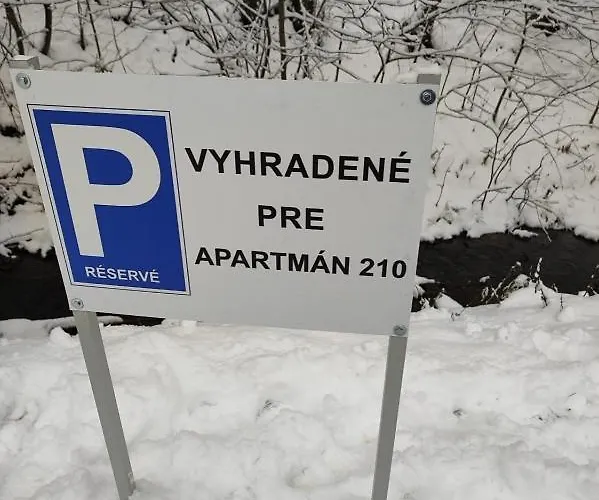 P
RÉSERVÉ
VYHRADENÉ
PRE
APARTMÁN 210